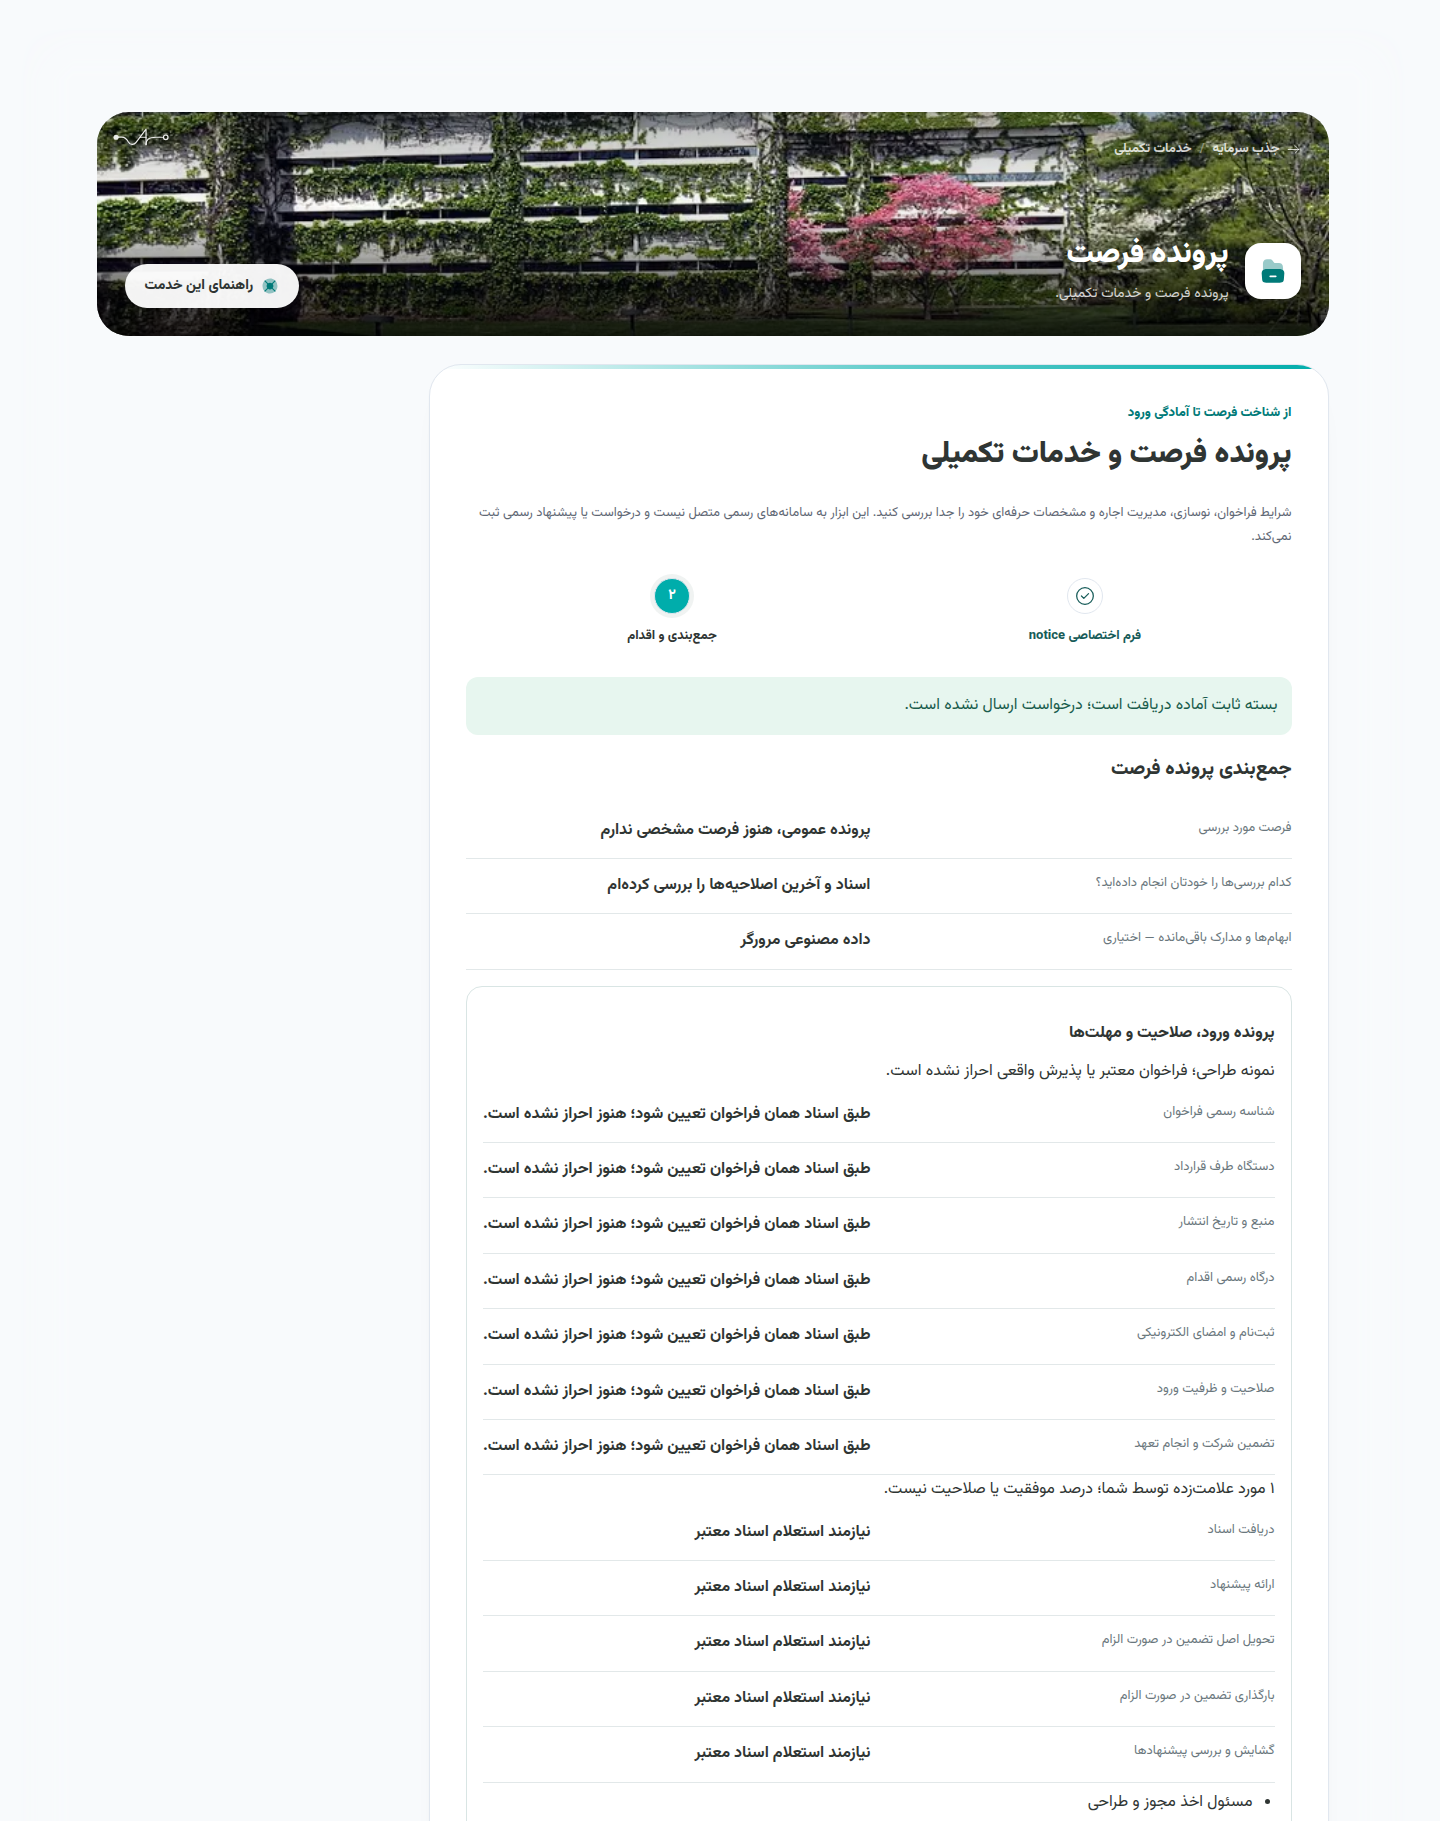 جذب سرمایه / خدمات تکمیلی
پرونده فرصت
پرونده فرصت و خدمات تکمیلی.
راهنمای این خدمت
از شناخت فرصت تا آمادگی ورود
پرونده فرصت و خدمات تکمیلی
شرایط فراخوان، نوسازی، مدیریت اجاره و مشخصات حرفه‌ای خود را جدا بررسی کنید. این ابزار به سامانه‌های رسمی متصل نیست و درخواست یا پیشنهاد رسمی ثبت
نمی‌کند.
۲
فرم اختصاصی notice
جمع‌بندی و اقدام
بسته ثابت آماده دریافت است؛ درخواست ارسال نشده است.
جمع‌بندی پرونده فرصت
فرصت مورد بررسی
پرونده عمومی، هنوز فرصت مشخصی ندارم
کدام بررسی‌ها را خودتان انجام داده‌اید؟
اسناد و آخرین اصلاحیه‌ها را بررسی کرده‌ام
ابهام‌ها و مدارک باقی‌مانده — اختیاری
داده مصنوعی مرورگر
پرونده ورود، صلاحیت و مهلت‌ها
نمونه طراحی؛ فراخوان معتبر یا پذیرش واقعی احراز نشده است.
شناسه رسمی فراخوان
طبق اسناد همان فراخوان تعیین شود؛ هنوز احراز نشده است.
دستگاه طرف قرارداد
طبق اسناد همان فراخوان تعیین شود؛ هنوز احراز نشده است.
منبع و تاریخ انتشار
طبق اسناد همان فراخوان تعیین شود؛ هنوز احراز نشده است.
درگاه رسمی اقدام
طبق اسناد همان فراخوان تعیین شود؛ هنوز احراز نشده است.
ثبت‌نام و امضای الکترونیکی
طبق اسناد همان فراخوان تعیین شود؛ هنوز احراز نشده است.
صلاحیت و ظرفیت ورود
طبق اسناد همان فراخوان تعیین شود؛ هنوز احراز نشده است.
تضمین شرکت و انجام تعهد
طبق اسناد همان فراخوان تعیین شود؛ هنوز احراز نشده است.
۱ مورد علامت‌زده توسط شما؛ درصد موفقیت یا صلاحیت نیست.
دریافت اسناد
نیازمند استعلام اسناد معتبر
ارائه پیشنهاد
نیازمند استعلام اسناد معتبر
تحویل اصل تضمین در صورت الزام
نیازمند استعلام اسناد معتبر
بارگذاری تضمین در صورت الزام
نیازمند استعلام اسناد معتبر
گشایش و بررسی پیشنهادها
نیازمند استعلام اسناد معتبر
• مسئول اخذ مجوز و طراحی